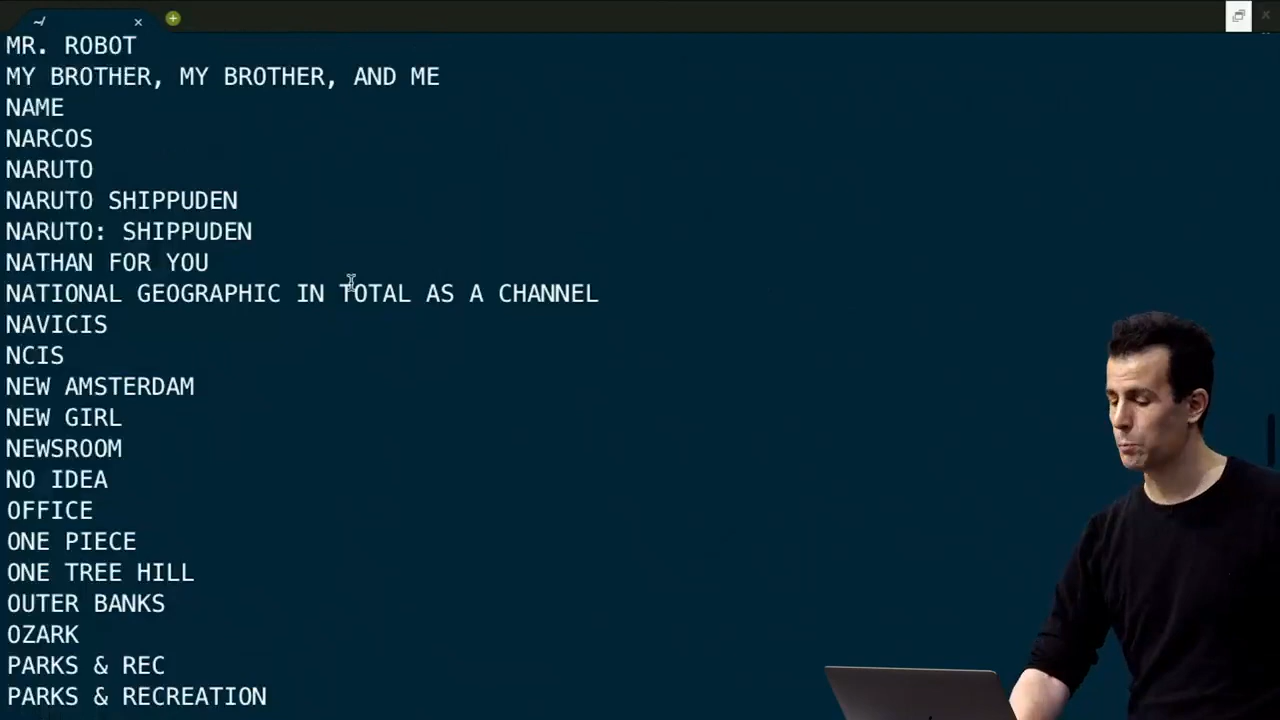 ~/
MR. ROBOT
MY BROTHER, MY BROTHER, AND ME
NAME
NARCOS
NARUTO
NARUTO SHIPPUDEN
NARUTO: SHIPPUDEN
NATHAN FOR YOU
NATIONAL GEOGRAPHIC IN TOTAL AS A CHANNEL
NAVICIS
NCIS
NEW AMSTERDAM
NEW GIRL
NEWSROOM
NO IDEA
OFFICE
ONE PIECE
ONE TREE HILL
OUTER BANKS
OZARK
PARKS & REC
PARKS & RECREATION